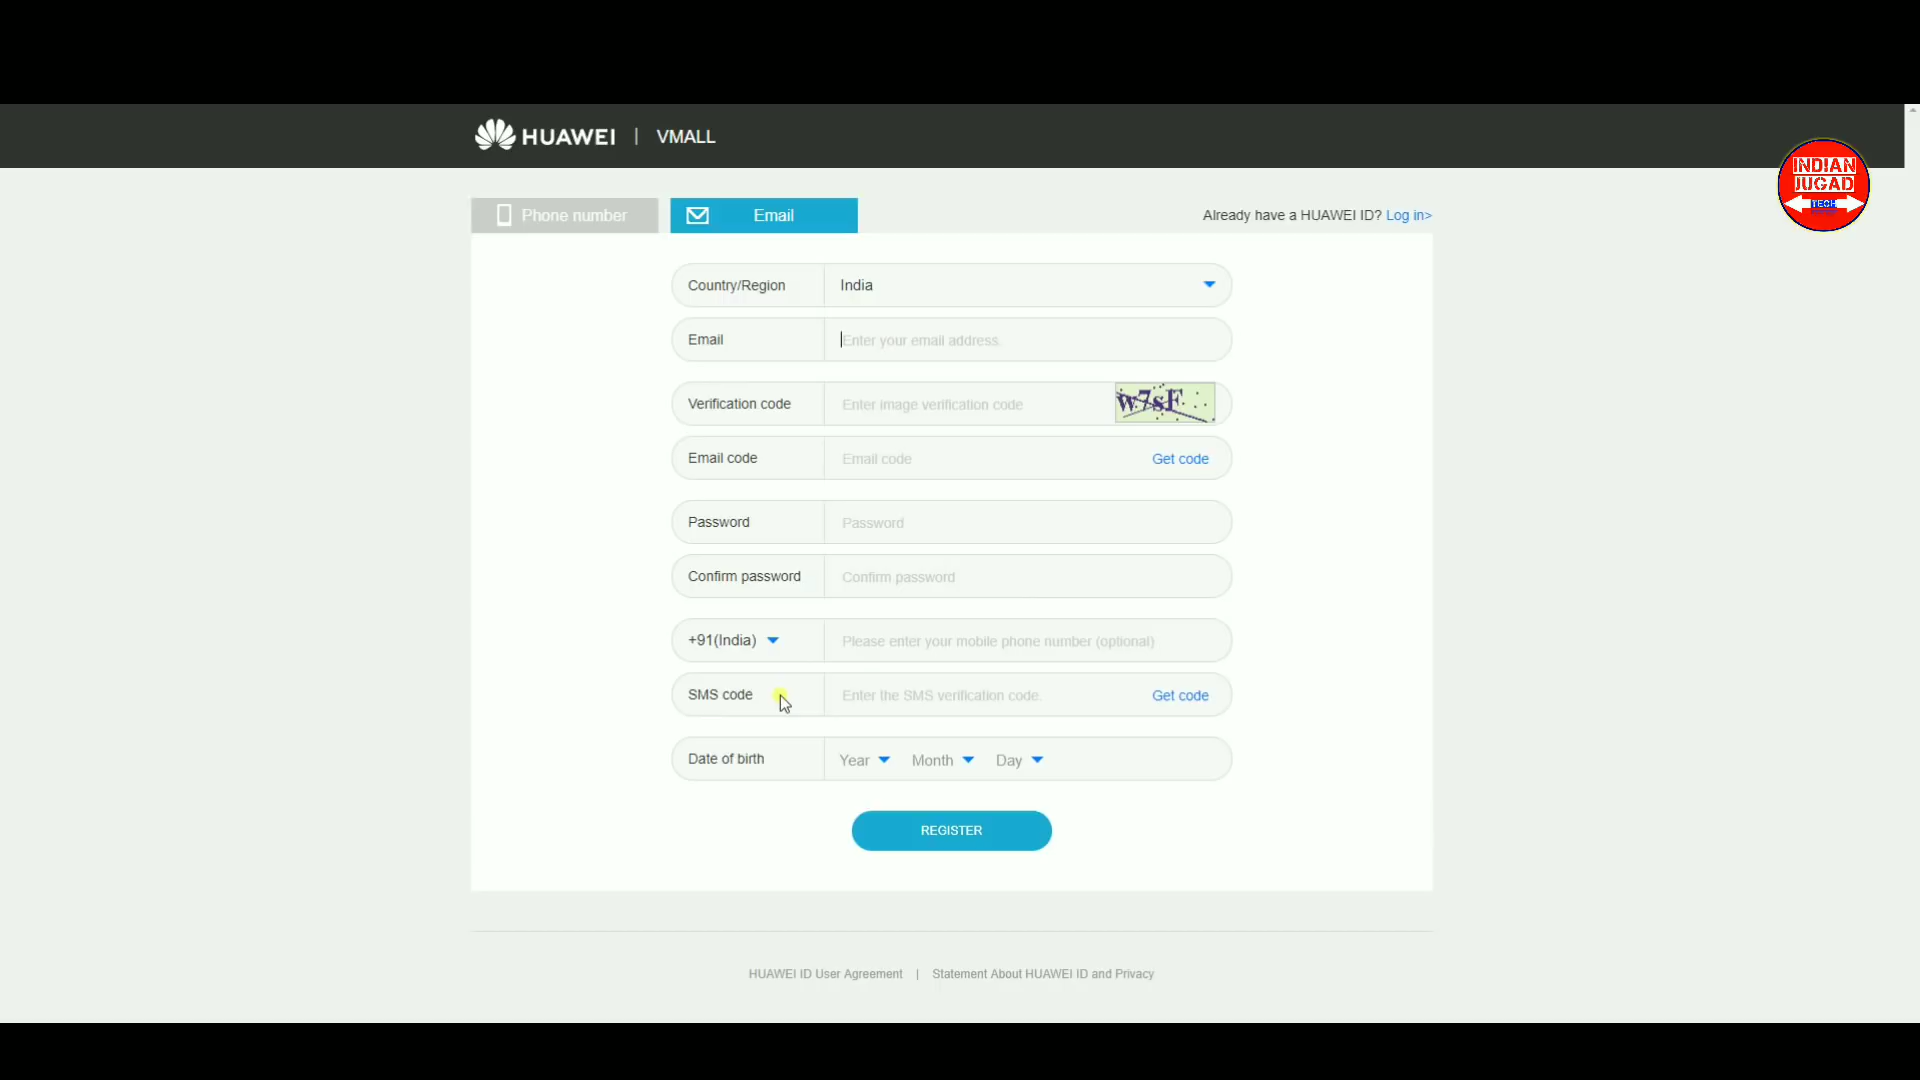 HUAWEI | VMALL
INDIAN
JUGAD
TECH
Phone number
Email
Already have a HUAWEI ID? Log in>
Country/Region India
Email Enter your email address.
Verification code Enter image verification code w7sF
Email code Email code Get code
Password Password
Confirm password Confirm password
+91(India) Please enter your mobile phone number (optional)
SMS code Enter the SMS verification code. Get code
Date of birth Year Month Day
REGISTER
HUAWEI ID User Agreement | Statement About HUAWEI ID and Privacy